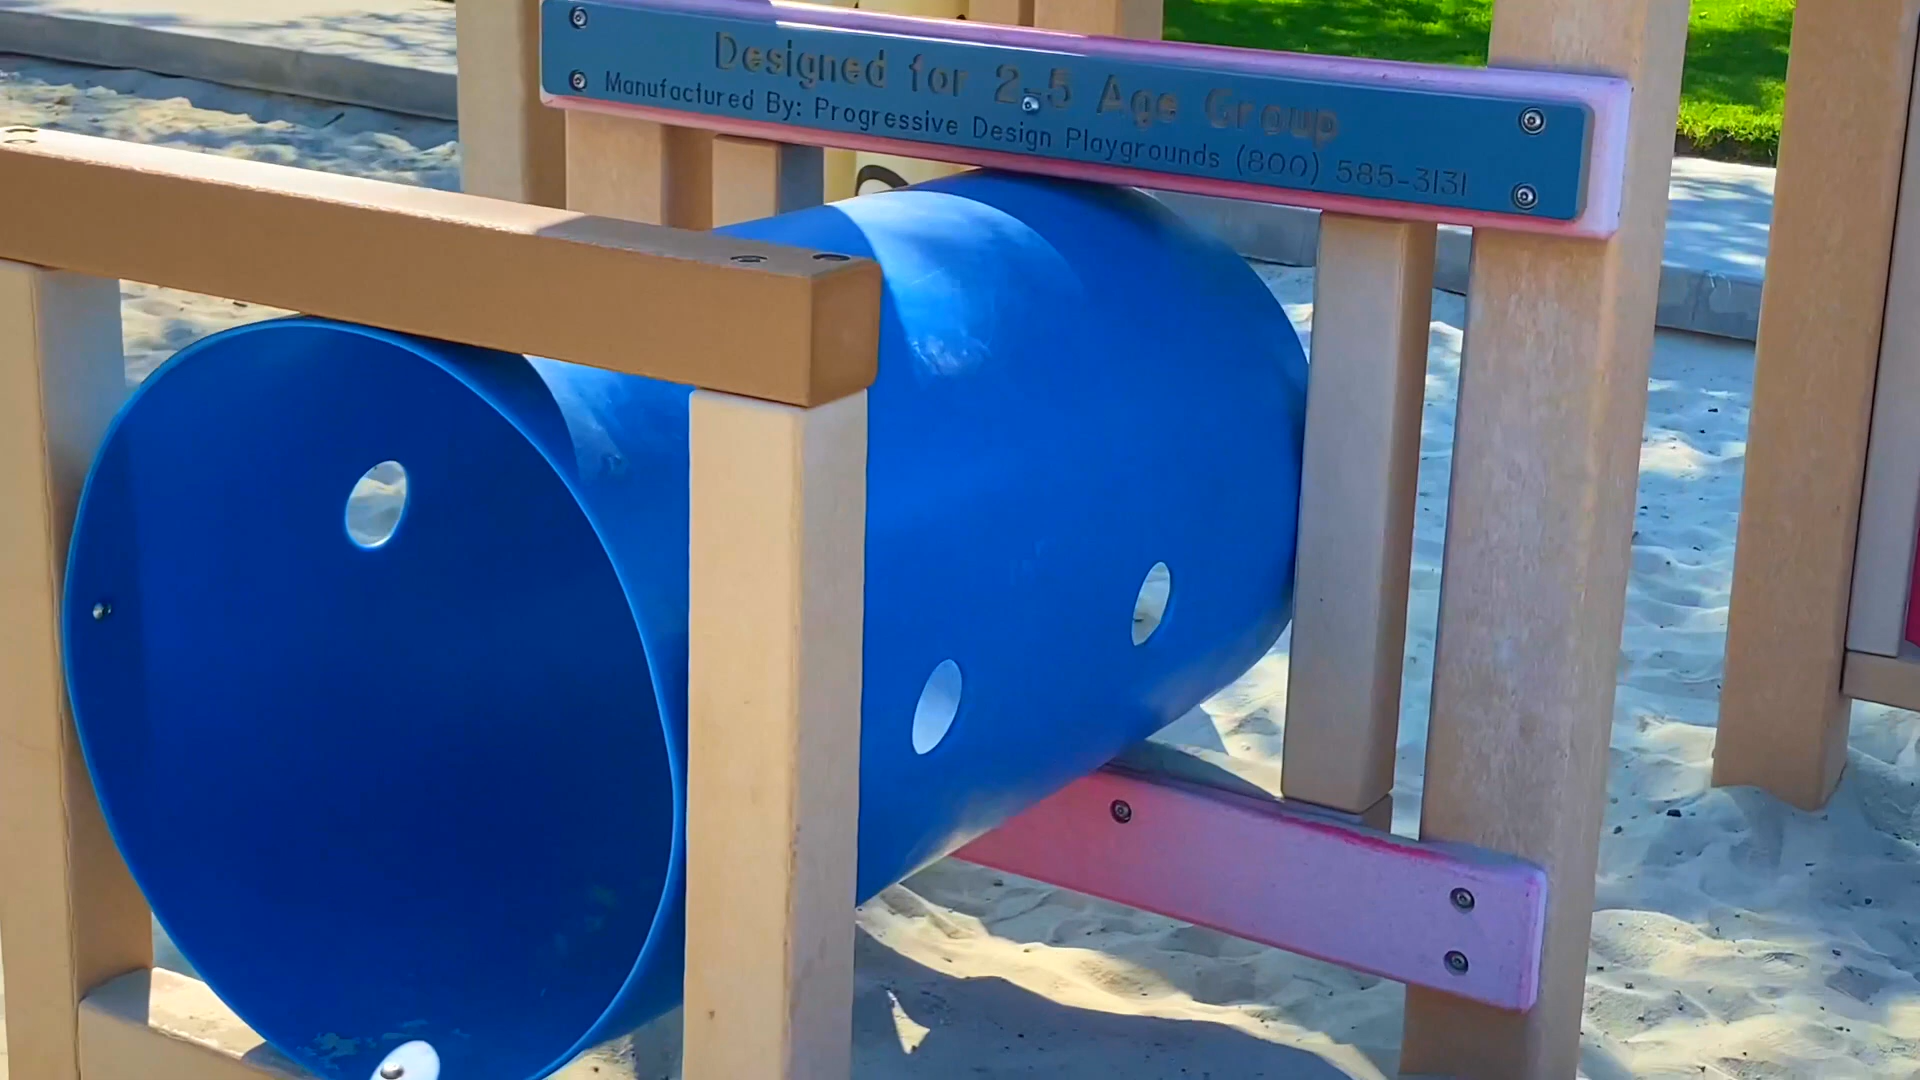 Designed for 2-5 Age Group
Manufactured By: Progressive Design Playgrounds (800) 585-3131